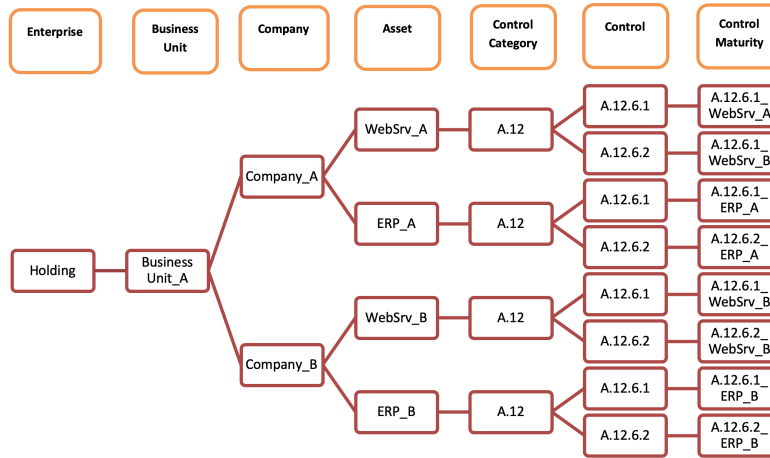 Enterprise
Business
Unit
Company
Asset
Control
Category
Control
Control
Maturity
Holding
Business
Unit_A
Company_A
WebSrv_A
A.12
A.12.6.1
A.12.6.1_
WebSrv_A
A.12.6.2
A.12.6.1_
WebSrv_B
ERP_A
A.12
A.12.6.1
A.12.6.1_
ERP_A
A.12.6.2
A.12.6.2_
ERP_A
Company_B
WebSrv_B
A.12
A.12.6.1
A.12.6.1_
WebSrv_B
A.12.6.2
A.12.6.2_
WebSrv_B
ERP_B
A.12
A.12.6.1
A.12.6.1_
ERP_B
A.12.6.2
A.12.6.2_
ERP_B